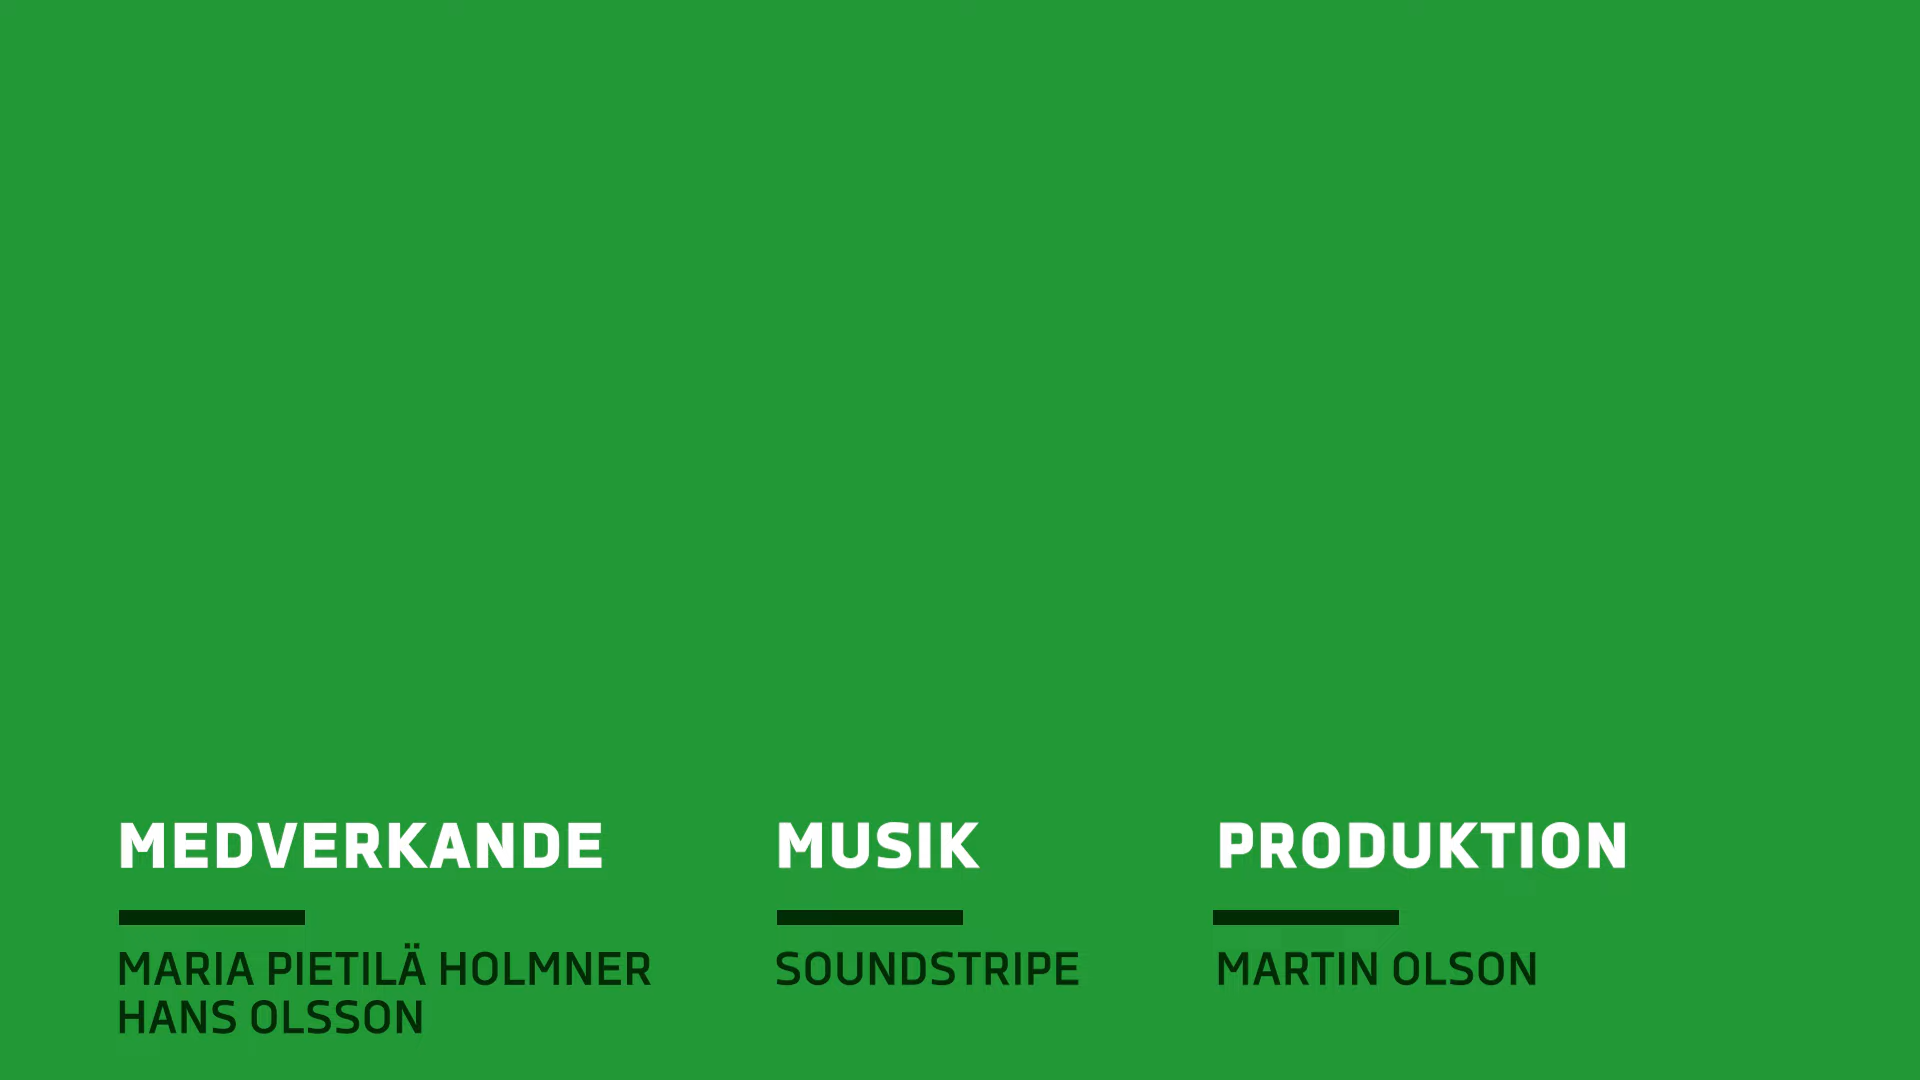 MEDVERKANDE
MARIA PIETILÄ HOLMNER
HANS OLSSON
MUSIK
SOUNDSTRIPE
PRODUKTION
MARTIN OLSON